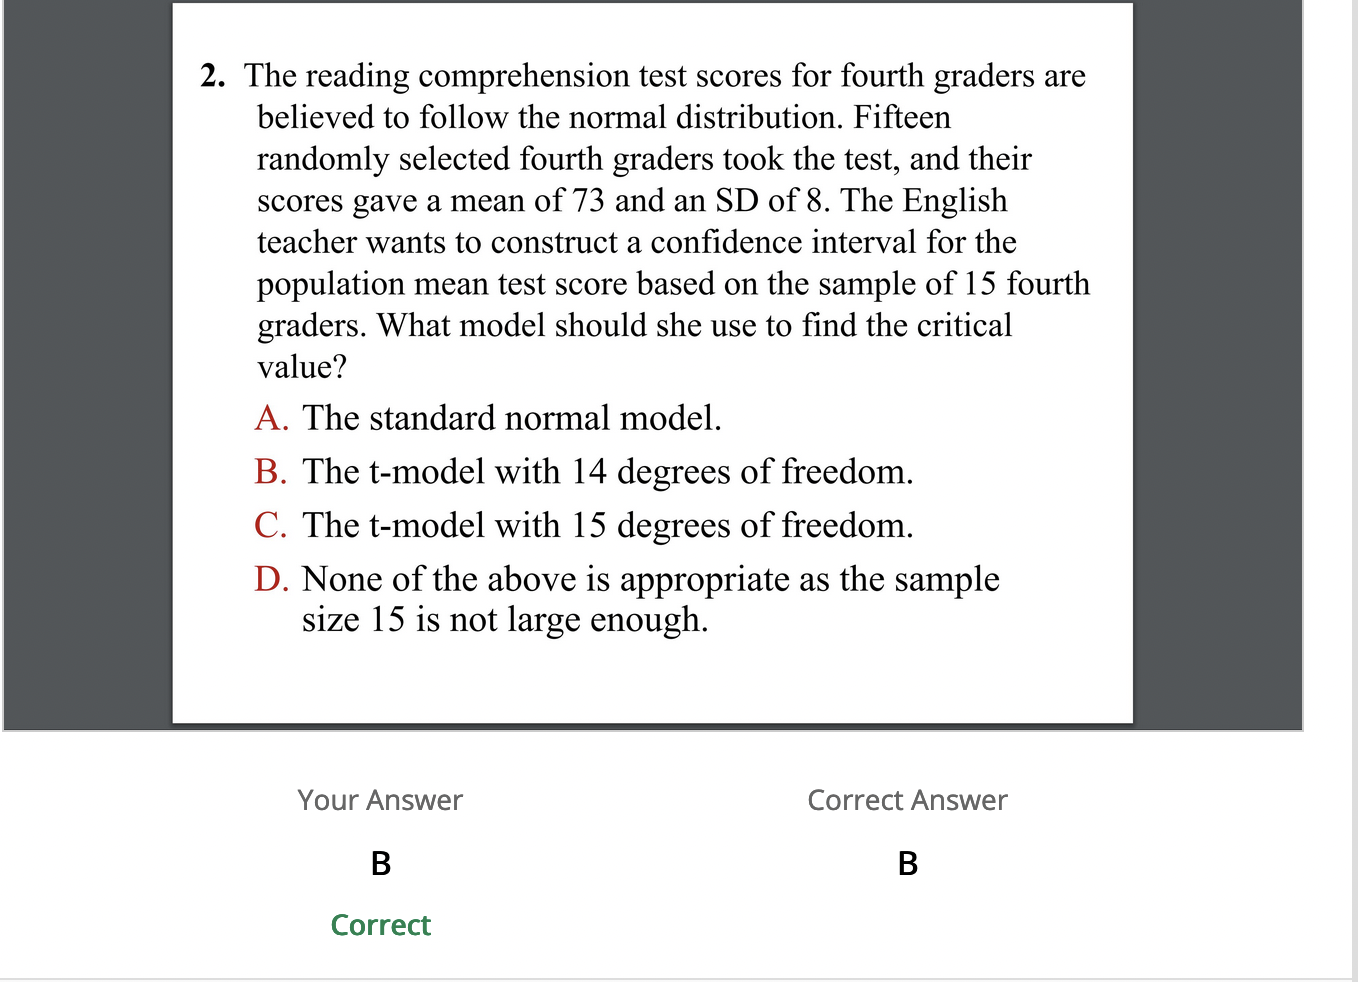 2. The reading comprehension test scores for fourth graders are
believed to follow the normal distribution. Fifteen
randomly selected fourth graders took the test, and their
scores gave a mean of 73 and an SD of 8. The English
teacher wants to construct a confidence interval for the
population mean test score based on the sample of 15 fourth
graders. What model should she use to find the critical
value?
A. The standard normal model.
B. The t-model with 14 degrees of freedom.
C. The t-model with 15 degrees of freedom.
D. None of the above is appropriate as the sample
size 15 is not large enough.
Your Answer Correct Answer
B B
Correct